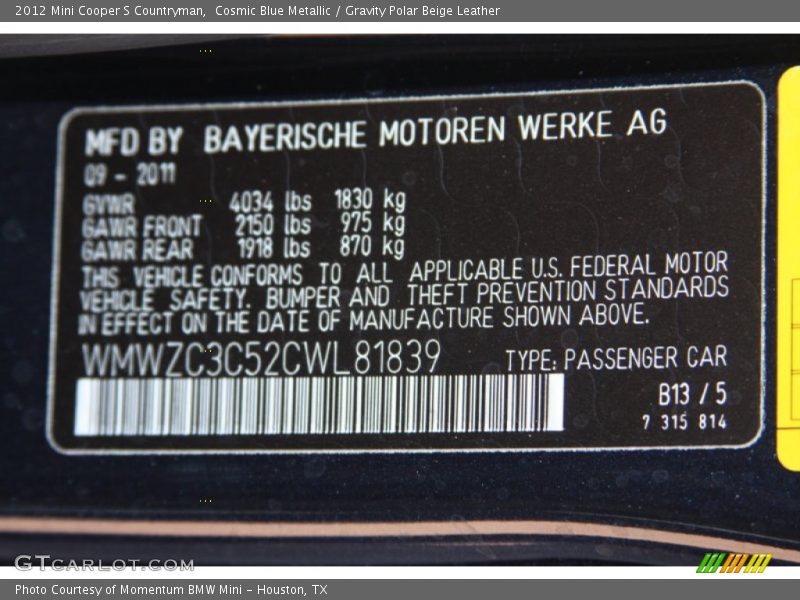 2012 Mini Cooper S Countryman,  Cosmic Blue Metallic / Gravity Polar Beige Leather
MFD BY BAYERISCHE MOTOREN WERKE AG
09 - 2011
GVWR 4034 lbs 1830 kg
GAWR FRONT 2150 lbs 975 kg
GAWR REAR 1918 lbs 870 kg
THIS VEHICLE CONFORMS TO ALL APPLICABLE U.S. FEDERAL MOTOR
VEHICLE SAFETY, BUMPER AND THEFT PREVENTION STANDARDS
IN EFFECT ON THE DATE OF MANUFACTURE SHOWN ABOVE.
WMWZC3C52CWL81839 TYPE: PASSENGER CAR
B13 / 5
7 315 814
GTCARLOT.COM
Photo Courtesy of Momentum BMW Mini - Houston, TX